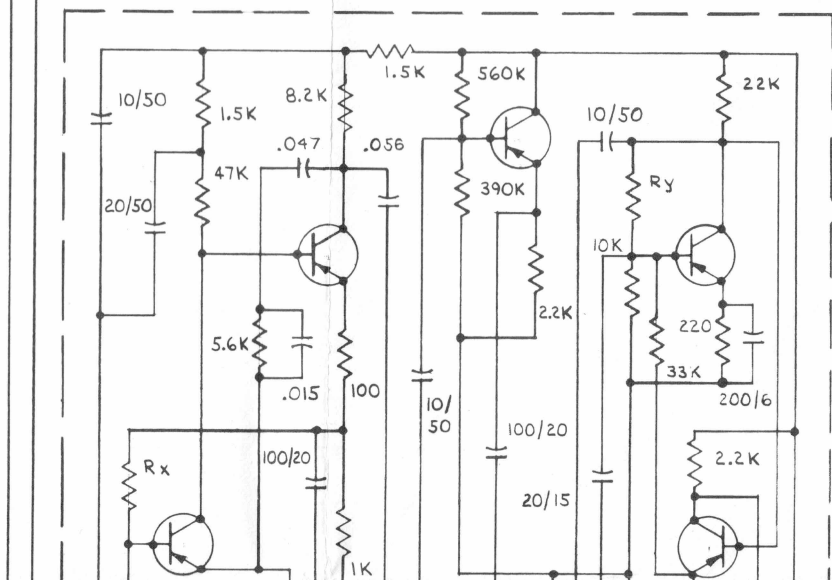 1.5K
560K
22K
10/50
1.5K
8.2K
10/50
.047
.056
47K
390K
Ry
20/50
10K
2.2K
5.6K
220
.015
100
33K
10/
50
200/6
100/20
Rx
100/20
2.2K
20/15
1K